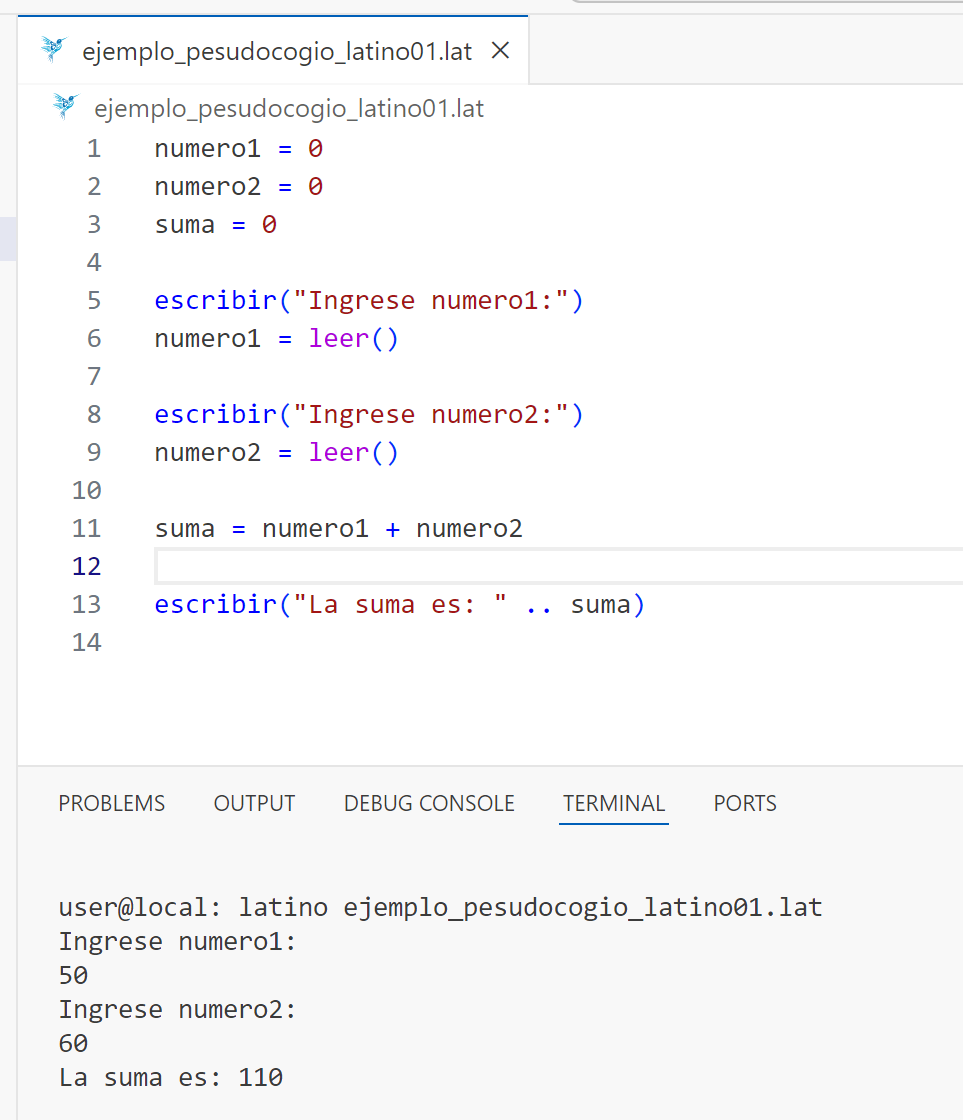 ejemplo_pesudocogio_latino01.lat
ejemplo_pesudocogio_latino01.lat
1 numero1 = 0
2 numero2 = 0
3 suma = 0
4
5 escribir("Ingrese numero1:")
6 numero1 = leer()
7
8 escribir("Ingrese numero2:")
9 numero2 = leer()
10
11 suma = numero1 + numero2
12
13 escribir("La suma es: " .. suma)
14
PROBLEMS OUTPUT DEBUG CONSOLE TERMINAL PORTS
user@local: latino ejemplo_pesudocogio_latino01.lat
Ingrese numero1:
50
Ingrese numero2:
60
La suma es: 110